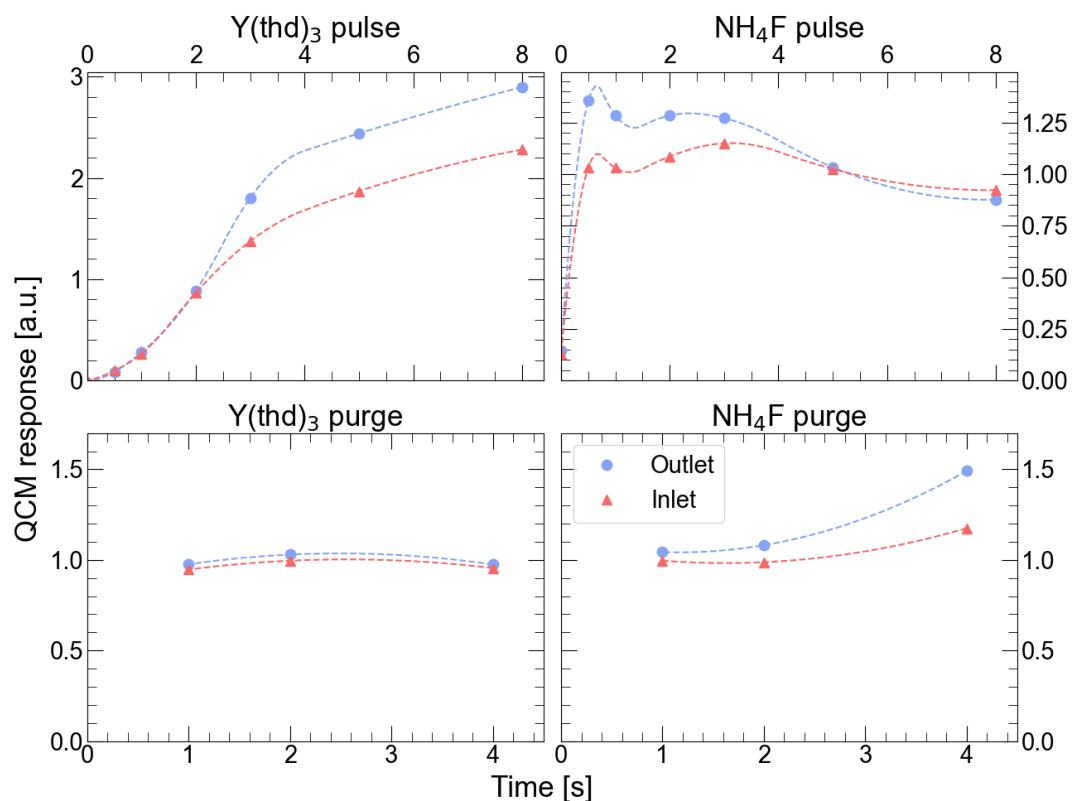 Y(thd)₃ pulse
NH₄F pulse
0 2 4 6 8
0 2 4 6 8
3
2
1
0
1.25
1.00
0.75
0.50
0.25
0.00
QCM response [a.u.]
Y(thd)₃ purge
NH₄F purge
1.5
1.0
0.5
0.0
Outlet
Inlet
1.5
1.0
0.5
0.0
0 1 2 3 4
0 1 2 3 4
Time [s]